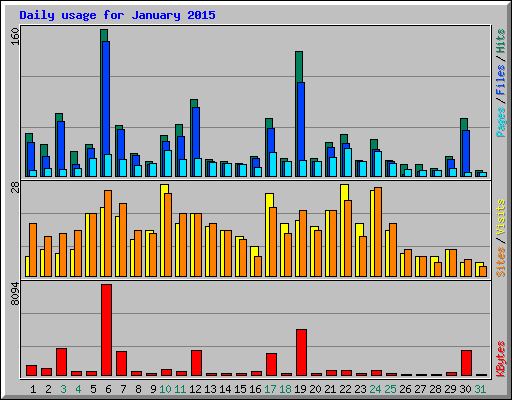 Daily usage for January 2015
160
Pages / Files / Hits
28
Sites / Visits
8094
KBytes
1 2 3 4 5 6 7 8 9 10 11 12 13 14 15 16 17 18 19 20 21 22 23 24 25 26 27 28 29 30 31